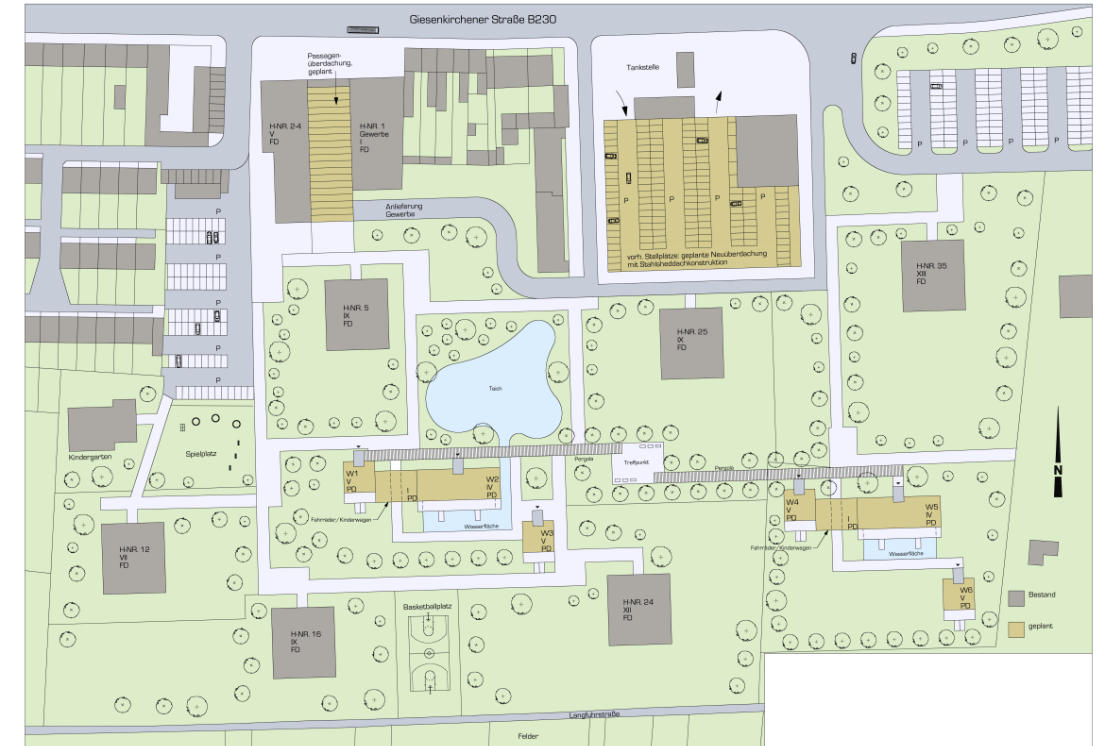 Giesenkirchener Straße B230
Passagen-
überdachung,
geplant
Tankstelle
H-NR. 2-4
V
FD
H-NR. 1
Gewerbe
I
FD
P
P
P
P
P
P
P
P
Anlieferung
Gewerbe
P
P
P
P
vorh. Stellplätze: geplante Neuüberdachung
mit Stahlsheddachkonstruktion
H-NR. 35
XIII
FD
H-NR. 5
IX
FD
H-NR. 25
IX
FD
Teich
Kindergarten
Spielplatz
Pergola
Treffpunkt
Pergola
W1
V
PD
I
PD
W2
IV
PD
Fahrräder/Kinderwagen
Wasserfläche
W3
V
PD
W4
V
PD
I
PD
W5
IV
PD
Fahrräder/Kinderwagen
Wasserfläche
W6
V
PD
N
H-NR. 12
VII
FD
H-NR. 16
IX
FD
Basketballplatz
H-NR. 24
XII
FD
Bestand
geplant
Langfuhrstraße
Felder